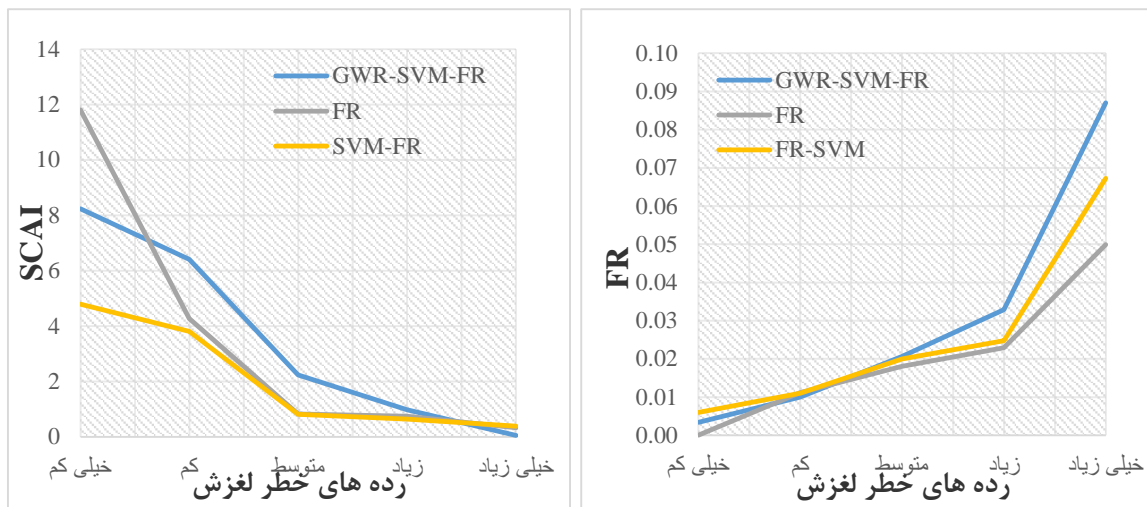 14
12
10
8
6
4
2
0
SCAI
GWR-SVM-FR
FR
SVM-FR
خیلی کم
کم
متوسط
زیاد
خیلی زیاد
رده های خطر لغزش
0.10
0.09
0.08
0.07
0.06
0.05
0.04
0.03
0.02
0.01
0.00
FR
GWR-SVM-FR
FR
FR-SVM
خیلی کم
کم
متوسط
زیاد
خیلی زیاد
رده های خطر لغزش